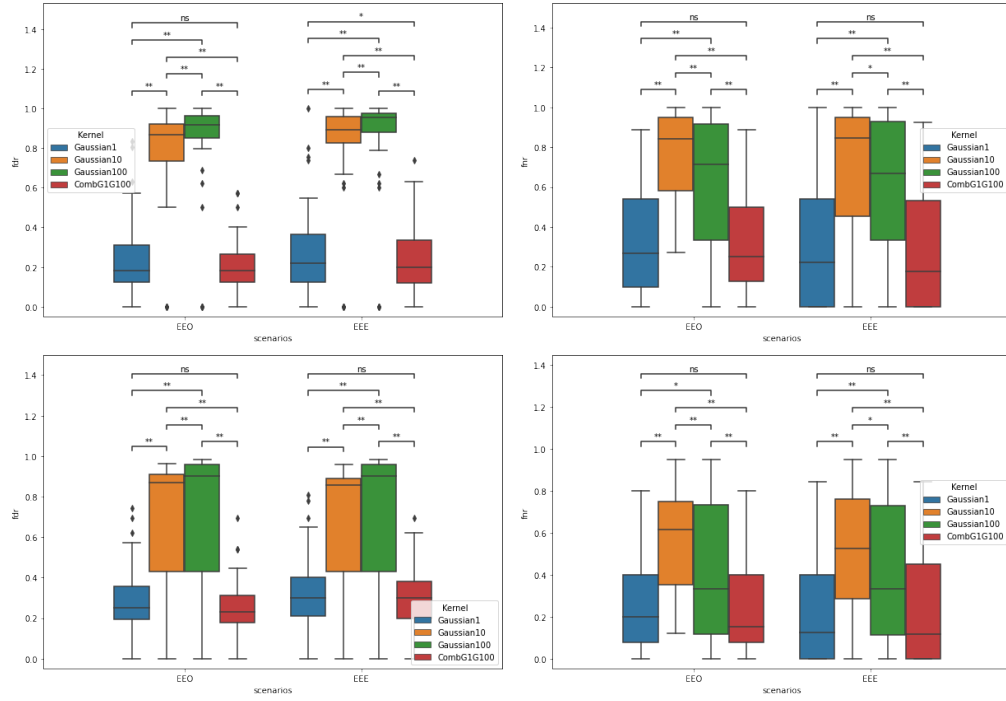 ns
*
**
**
**
**
**
**
**
**
**
**
1.4
1.2
1.0
0.8
0.6
0.4
0.2
0.0
fdr
Kernel
Gaussian1
Gaussian10
Gaussian100
CombG1G100
EEO
EEE
scenarios
ns
ns
**
**
**
**
**
*
**
**
**
**
1.4
1.2
1.0
0.8
0.6
0.4
0.2
0.0
fnr
Kernel
Gaussian1
Gaussian10
Gaussian100
CombG1G100
EEO
EEE
scenarios
ns
ns
**
**
**
**
**
**
**
**
**
**
1.4
1.2
1.0
0.8
0.6
0.4
0.2
0.0
fdr
Kernel
Gaussian1
Gaussian10
Gaussian100
CombG1G100
EEO
EEE
scenarios
ns
ns
*
**
**
**
**
*
**
**
**
**
1.4
1.2
1.0
0.8
0.6
0.4
0.2
0.0
fnr
Kernel
Gaussian1
Gaussian10
Gaussian100
CombG1G100
EEO
EEE
scenarios